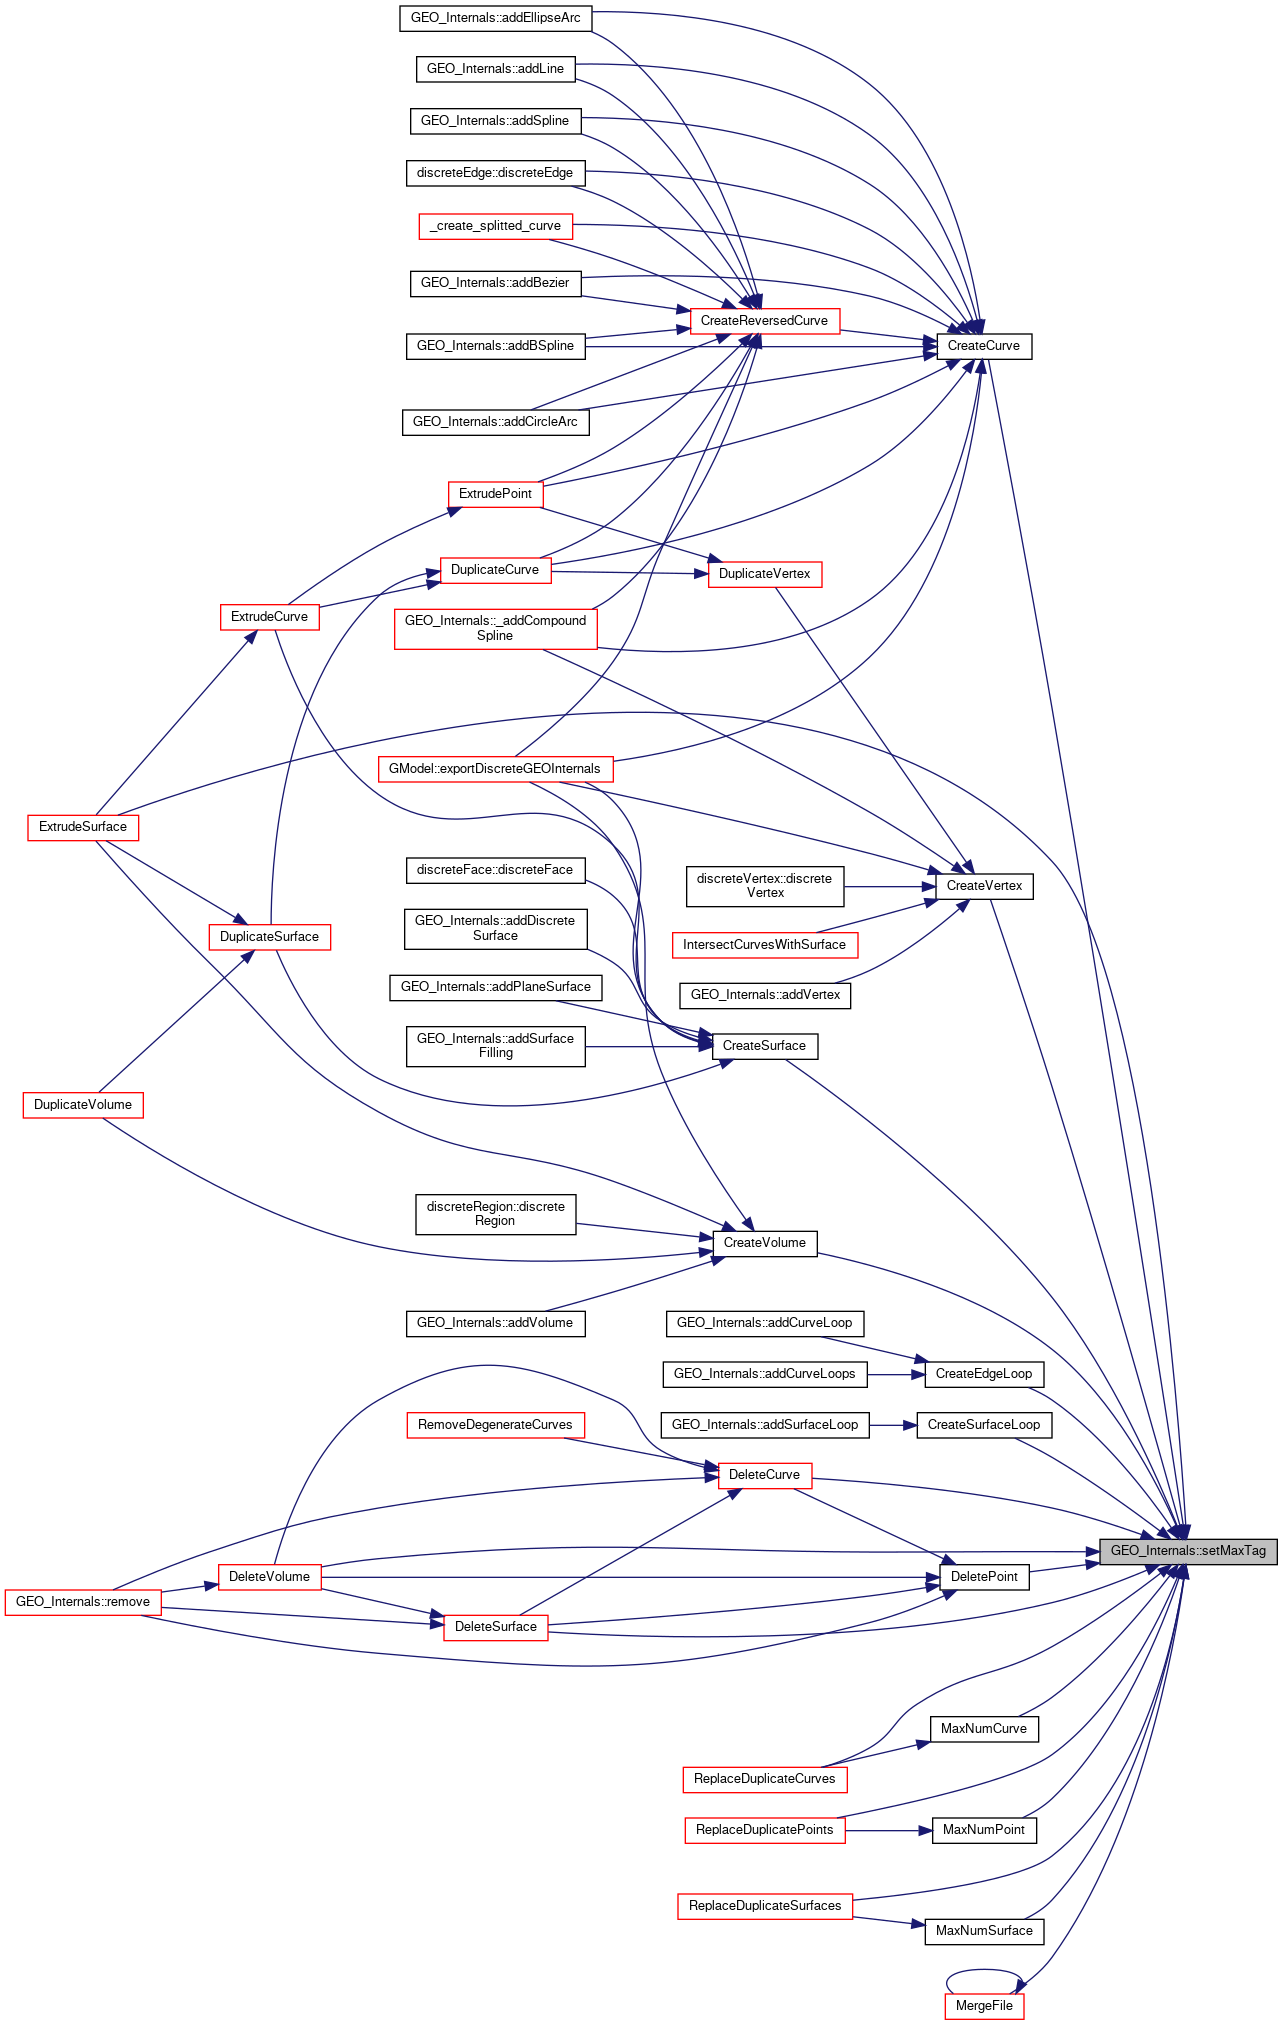 GEO_Internals::addEllipseArc
GEO_Internals::addLine
GEO_Internals::addSpline
discreteEdge::discreteEdge
_create_splitted_curve
GEO_Internals::addBezier
CreateReversedCurve
GEO_Internals::addBSpline
CreateCurve
GEO_Internals::addCircleArc
ExtrudePoint
DuplicateCurve
DuplicateVertex
ExtrudeCurve
GEO_Internals::_addCompound
Spline
GModel::exportDiscreteGEOInternals
ExtrudeSurface
discreteFace::discreteFace
discreteVertex::discrete
Vertex
CreateVertex
GEO_Internals::addDiscrete
Surface
DuplicateSurface
IntersectCurvesWithSurface
GEO_Internals::addPlaneSurface
GEO_Internals::addVertex
GEO_Internals::addSurface
Filling
CreateSurface
DuplicateVolume
discreteRegion::discrete
Region
CreateVolume
GEO_Internals::addVolume
GEO_Internals::addCurveLoop
GEO_Internals::addCurveLoops
CreateEdgeLoop
RemoveDegenerateCurves
GEO_Internals::addSurfaceLoop
CreateSurfaceLoop
DeleteCurve
GEO_Internals::setMaxTag
DeleteVolume
DeletePoint
GEO_Internals::remove
DeleteSurface
MaxNumCurve
ReplaceDuplicateCurves
ReplaceDuplicatePoints
MaxNumPoint
ReplaceDuplicateSurfaces
MaxNumSurface
MergeFile